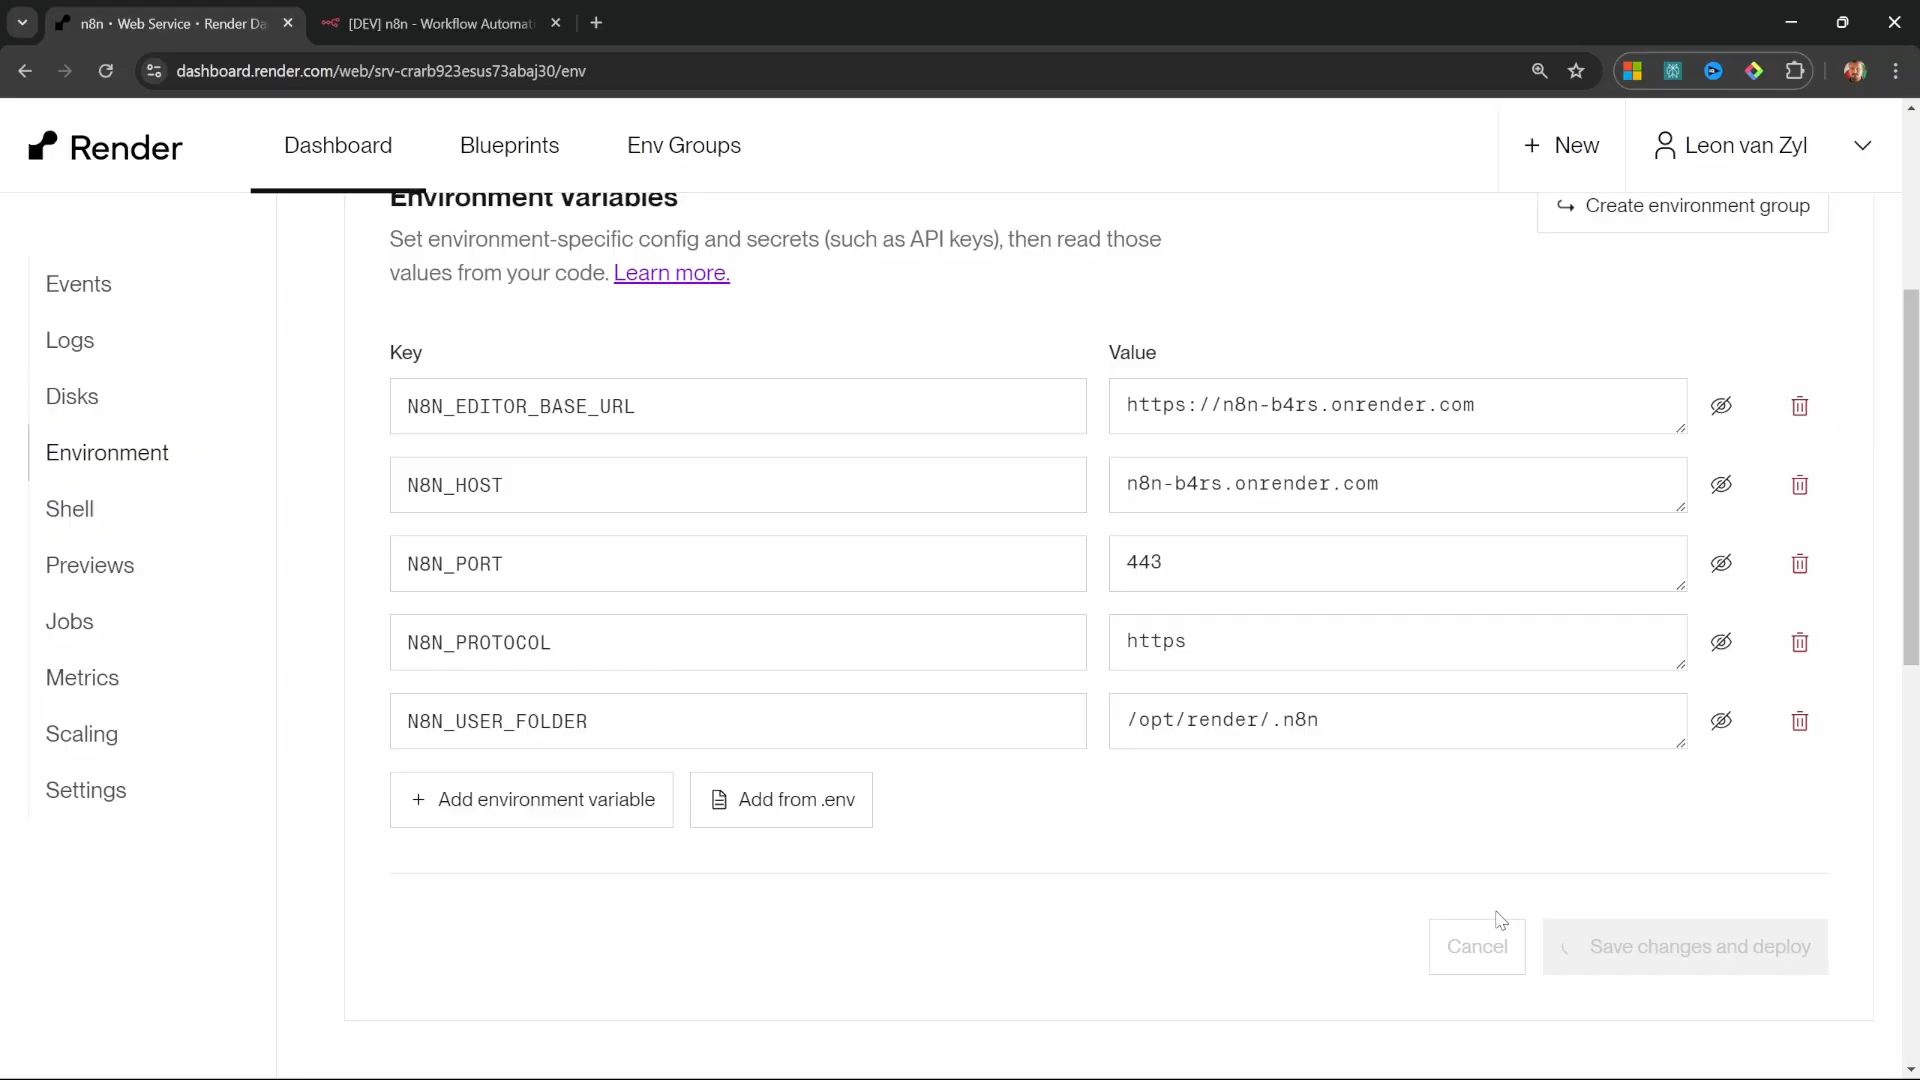 n8n • Web Service • Render Da
[DEV] n8n - Workflow Automat
dashboard.render.com/web/srv-crarb923esus73abaj30/env
Render
Dashboard
Blueprints
Env Groups
+ New
Leon van Zyl
Environment Variables
Create environment group
Set environment-specific config and secrets (such as API keys), then read those
values from your code. Learn more.
Events
Logs
Disks
Environment
Shell
Previews
Jobs
Metrics
Scaling
Settings
Key
Value
N8N_EDITOR_BASE_URL
https://n8n-b4rs.onrender.com
N8N_HOST
n8n-b4rs.onrender.com
N8N_PORT
443
N8N_PROTOCOL
https
N8N_USER_FOLDER
/opt/render/.n8n
+ Add environment variable
Add from .env
Cancel
Save changes and deploy